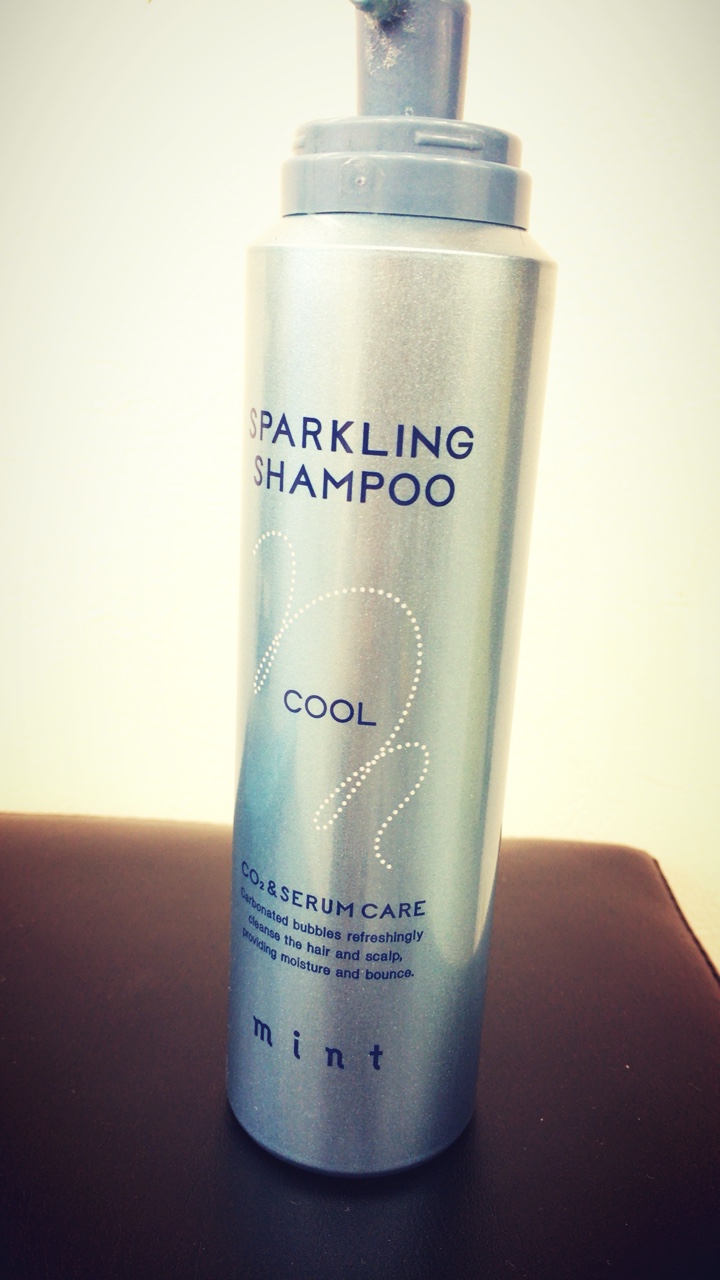 SPARKLING
SHAMPOO
COOL
CO₂ & SERUM CARE
Carbonated bubbles refreshingly
cleanse the hair and scalp,
providing moisture and bounce.
mint